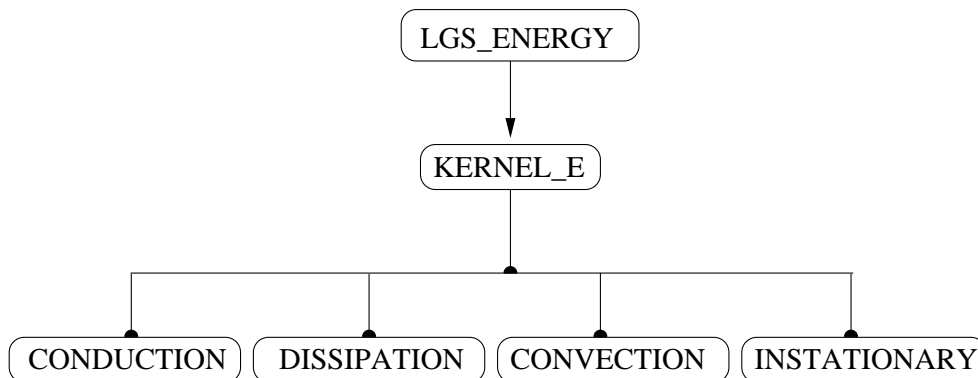 LGS_ENERGY
KERNEL_E
CONDUCTION
DISSIPATION
CONVECTION
INSTATIONARY